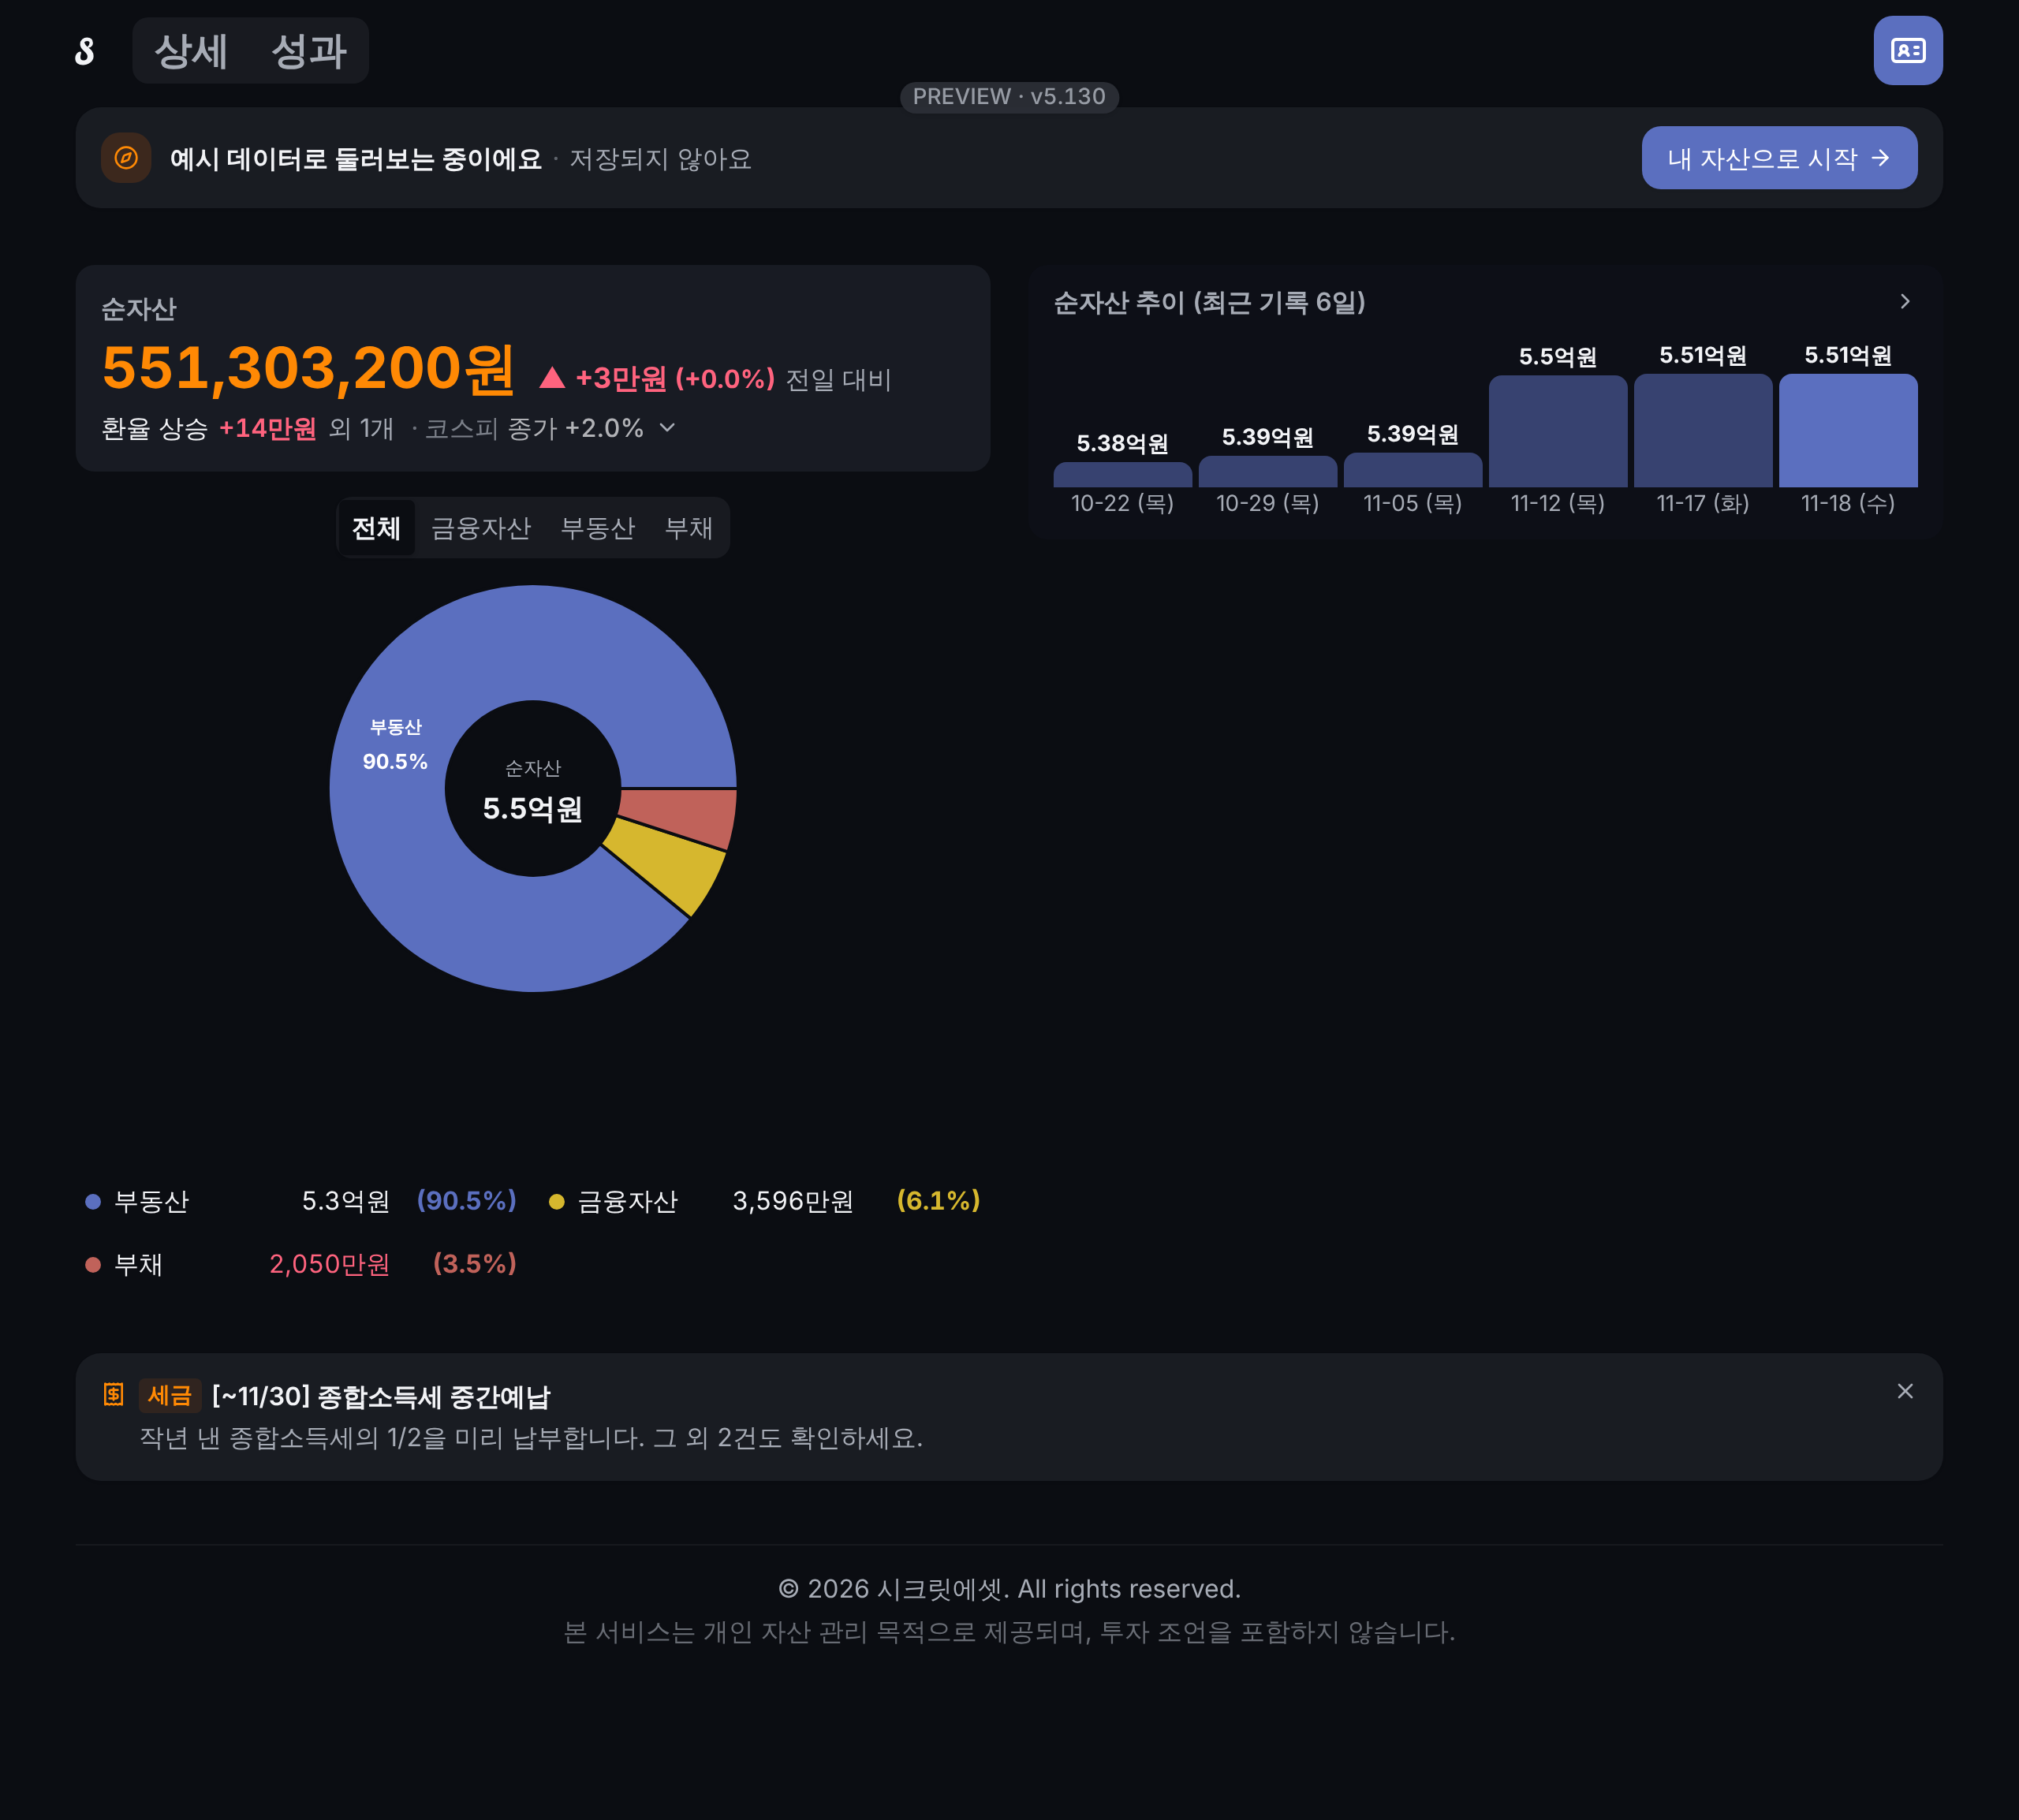 S 상세 성과
PREVIEW · v5.130
예시 데이터로 둘러보는 중이에요 · 저장되지 않아요
내 자산으로 시작 →
순자산
551,303,200원 ▲ +3만원 (+0.0%) 전일 대비
환율 상승 +14만원 외 1개 · 코스피 종가 +2.0%
순자산 추이 (최근 기록 6일)
5.38억원 5.39억원 5.39억원 5.5억원 5.51억원 5.51억원
10-22 (목) 10-29 (목) 11-05 (목) 11-12 (목) 11-17 (화) 11-18 (수)
전체 금융자산 부동산 부채
부동산
90.5%
순자산
5.5억원
부동산 5.3억원 (90.5%) 금융자산 3,596만원 (6.1%)
부채 2,050만원 (3.5%)
세금 [~11/30] 종합소득세 중간예납
작년 낸 종합소득세의 1/2을 미리 납부합니다. 그 외 2건도 확인하세요.
© 2026 시크릿에셋. All rights reserved.
본 서비스는 개인 자산 관리 목적으로 제공되며, 투자 조언을 포함하지 않습니다.